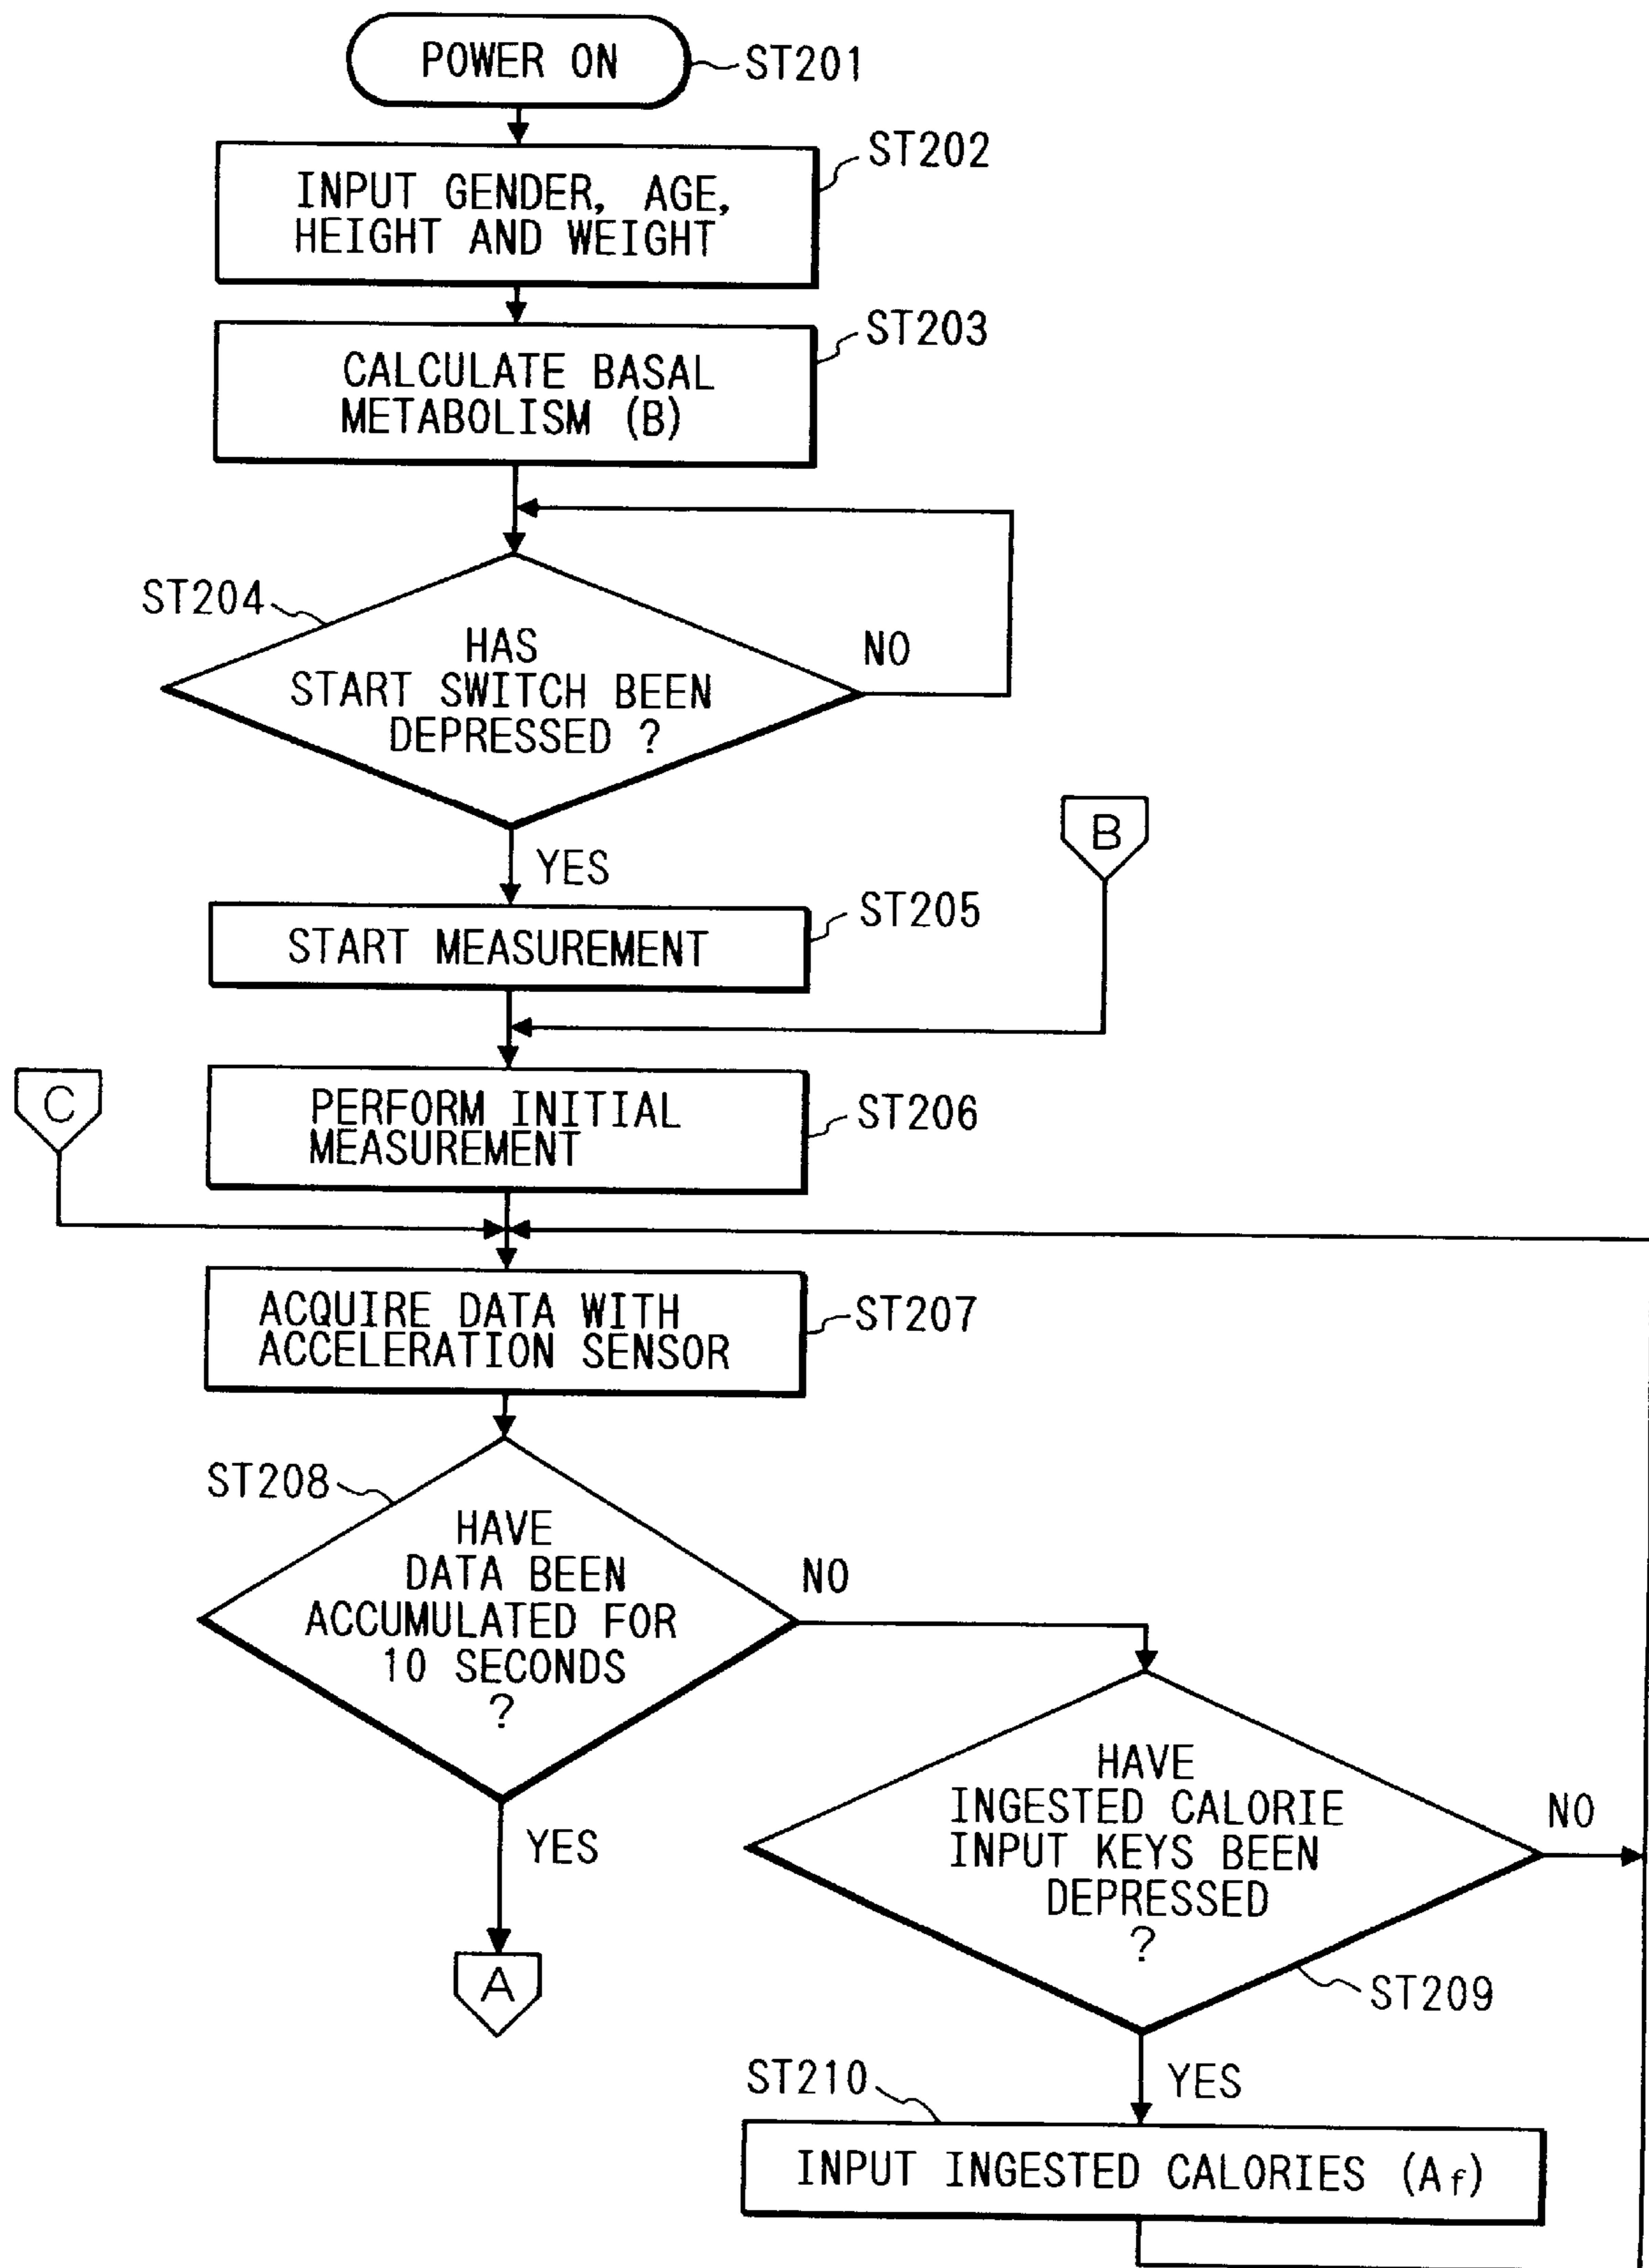 POWER ON
ST201
ST202
INPUT GENDER, AGE,
HEIGHT AND WEIGHT
ST203
CALCULATE BASAL
METABOLISM (B)
ST204
HAS
START SWITCH BEEN
DEPRESSED ?
NO
YES
B
ST205
START MEASUREMENT
C
PERFORM INITIAL
MEASUREMENT
ST206
ACQUIRE DATA WITH
ACCELERATION SENSOR
ST207
ST208
HAVE
DATA BEEN
ACCUMULATED FOR
10 SECONDS
?
NO
YES
A
HAVE
INGESTED CALORIE
INPUT KEYS BEEN
DEPRESSED
?
NO
ST209
YES
ST210
INPUT INGESTED CALORIES (Af)